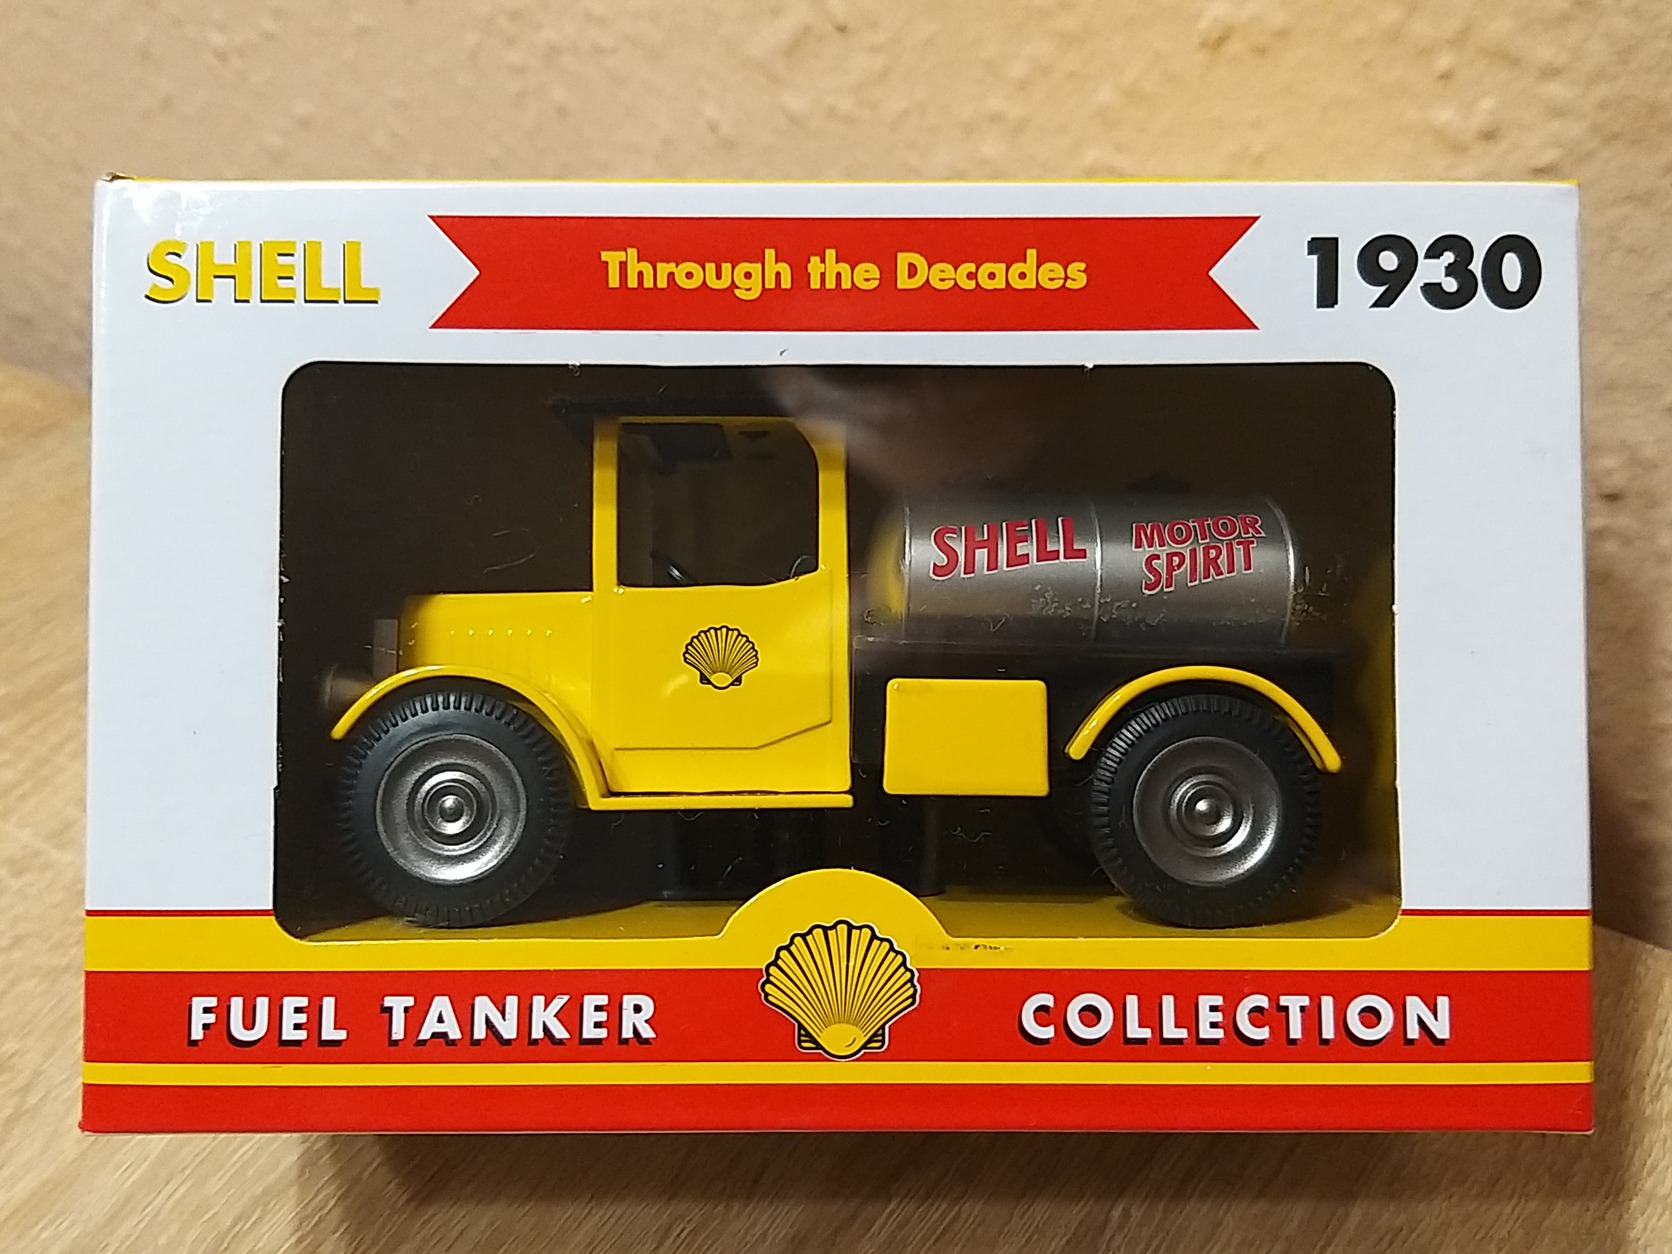 SHELL
Through the Decades
1930
SHELL
MOTOR
SPIRIT
FUEL TANKER
COLLECTION